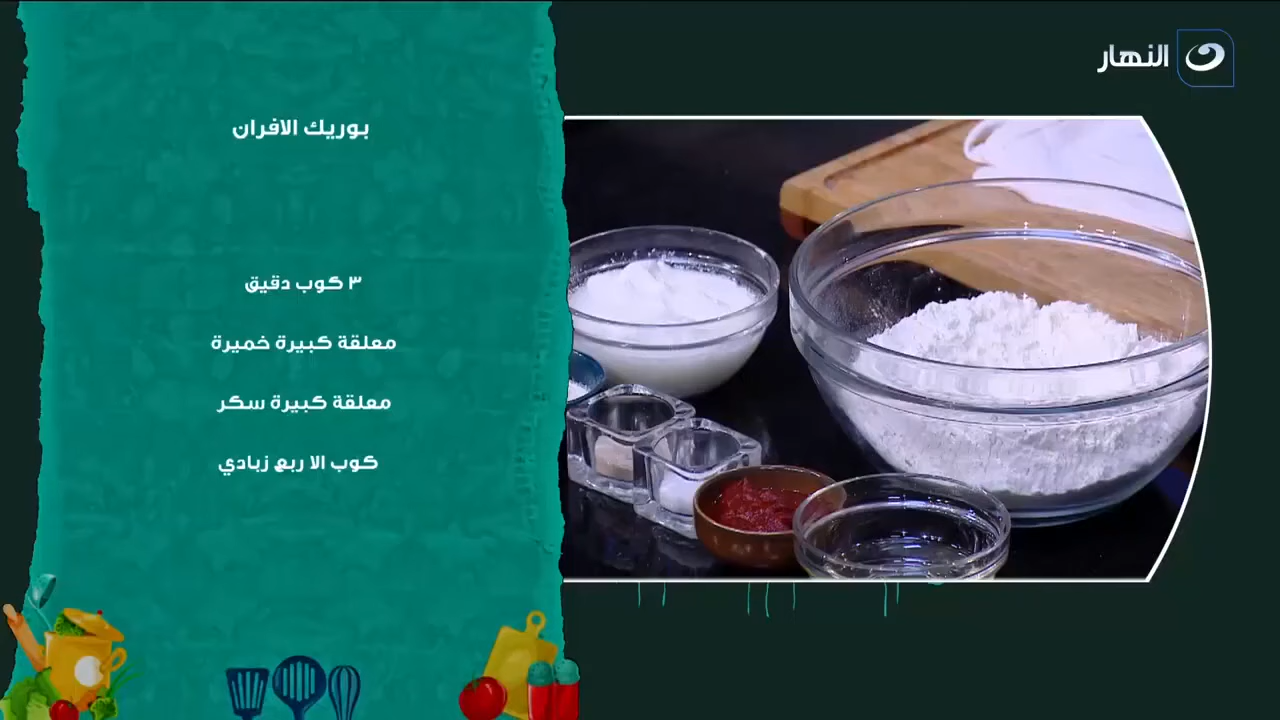 النهار
بوريك الافران
٣ كوب دقيق
معلقة كبيرة خميرة
معلقة كبيرة سكر
كوب الا ربع زبادي